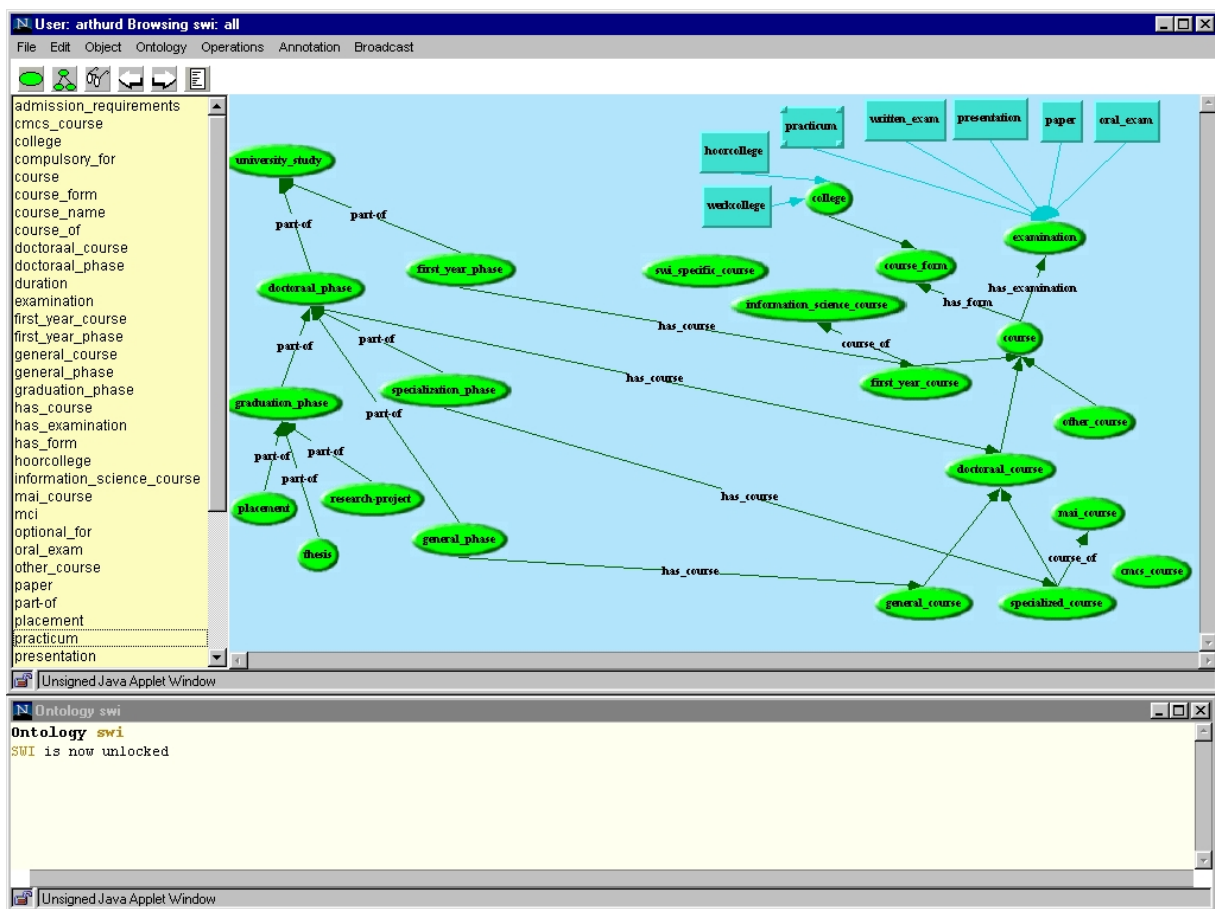 User: arthurd Browsing swi: all
File Edit Object Ontology Operations Annotation Broadcast
admission_requirements
cmcs_course
college
compulsory_for
course
course_form
course_name
course_of
doctoraal_course
doctoraal_phase
duration
examination
first_year_course
first_year_phase
general_course
general_phase
graduation_phase
has_course
has_examination
has_form
hoorcollege
information_science_course
mai_course
mci
optional_for
oral_exam
other_course
paper
part-of
placement
practicum
presentation
practicum written_exam presentation paper oral_exam
hoorcollege
university_study
werkcollege college
part-of
part-of
examination
first_year_phase swi_specific_course course_form
doctoraal_phase has_examination
information_science_course has_form
has_course
part-of part-of course_of course
has_course first_year_course
specialization_phase
graduation_phase part-of
other_course
part-of part-of
doctoraal_course
part-of
research-project has_course
placement mai_course
general_phase
thesis course_of
has_course cmcs_course
general_course specialized_course
Unsigned Java Applet Window
Ontology swi
Ontology swi
SWI is now unlocked
Unsigned Java Applet Window